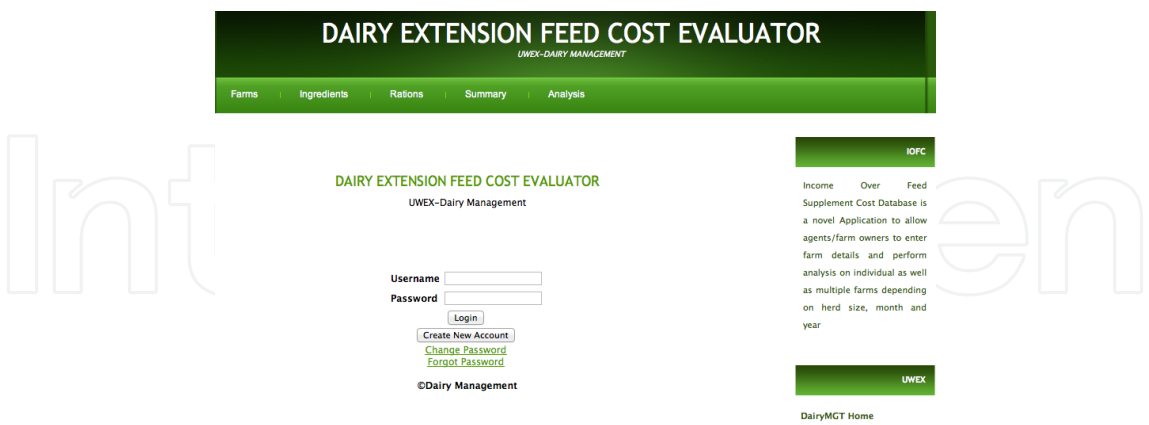 DAIRY EXTENSION FEED COST EVALUATOR
UWEX-DAIRY MANAGEMENT
Farms | Ingredients | Rations | Summary | Analysis
DAIRY EXTENSION FEED COST EVALUATOR
UWEX-Dairy Management
Username
Password
Login
Create New Account
Change Password
Forgot Password
©Dairy Management
IOFC
Income Over Feed
Supplement Cost Database is
a novel Application to allow
agents/farm owners to enter
farm details and perform
analysis on individual as well
as multiple farms depending
on herd size, month and
year
UWEX
DairyMGT Home